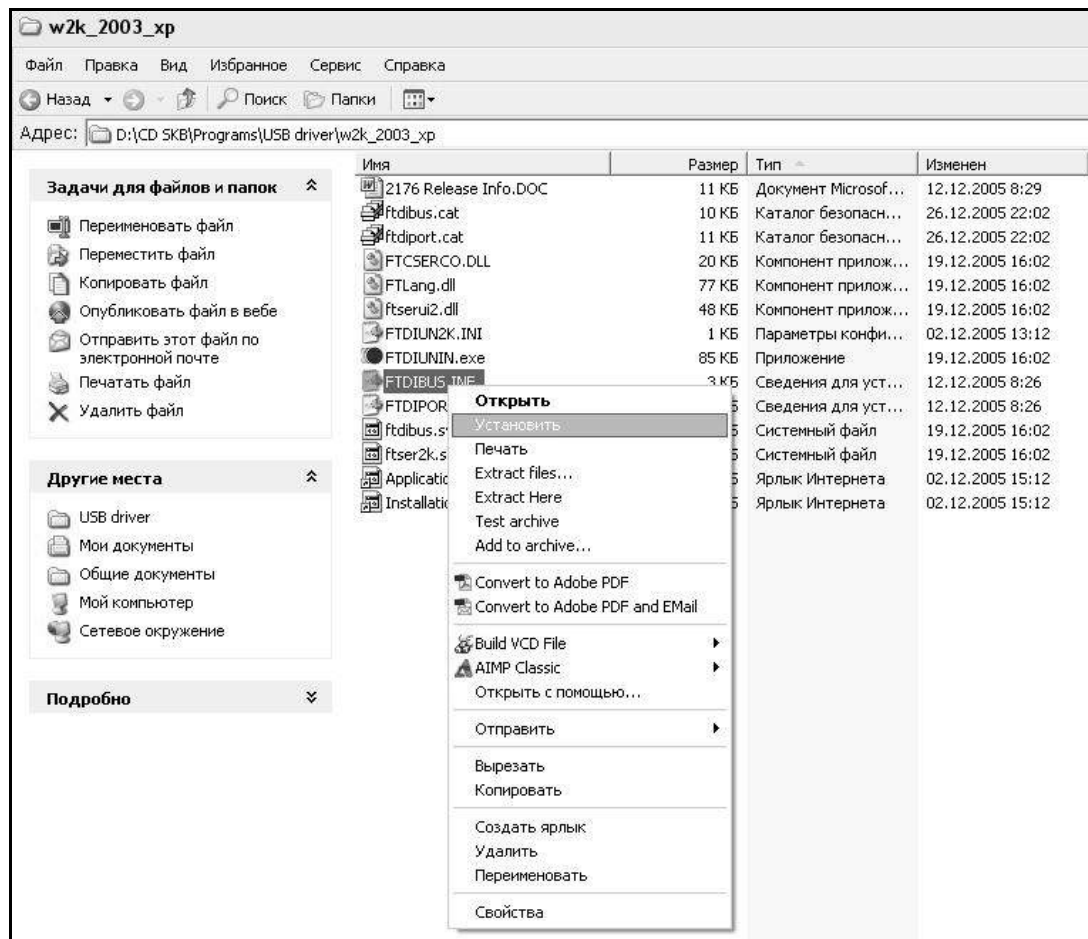 w2k_2003_xp
Файл Правка Вид Избранное Сервис Справка
Назад Поиск Папки
Адрес: D:\CD SKB\Programs\USB driver\w2k_2003_xp
Задачи для файлов и папок
Переименовать файл
Переместить файл
Копировать файл
Опубликовать файл в вебе
Отправить этот файл по
электронной почте
Печатать файл
Удалить файл
Другие места
USB driver
Мои документы
Общие документы
Мой компьютер
Сетевое окружение
Подробно
Имя Размер Тип Изменен
2176 Release Info.DOC 11 КБ Документ Microsof... 12.12.2005 8:29
ftdibus.cat 10 КБ Каталог безопасн... 26.12.2005 22:02
ftdiport.cat 11 КБ Каталог безопасн... 26.12.2005 22:02
FTCSERCO.DLL 20 КБ Компонент прилож... 19.12.2005 16:02
FTLang.dll 77 КБ Компонент прилож... 19.12.2005 16:02
ftserui2.dll 48 КБ Компонент прилож... 19.12.2005 16:02
FTDIUN2K.INI 1 КБ Параметры конфи... 02.12.2005 13:12
FTDIUNIN.exe 85 КБ Приложение 19.12.2005 16:02
FTDIBUS.INF 3 КБ Сведения для уст... 12.12.2005 8:26
FTDIPOR Сведения для уст... 12.12.2005 8:26
ftdibus.s Системный файл 19.12.2005 16:02
ftser2k.s Системный файл 19.12.2005 16:02
Applicatio Ярлык Интернета 02.12.2005 15:12
Installatio Ярлык Интернета 02.12.2005 15:12
Открыть
Установить
Печать
Extract files...
Extract Here
Test archive
Add to archive...
Convert to Adobe PDF
Convert to Adobe PDF and EMail
Build VCD File
AIMP Classic
Открыть с помощью...
Отправить
Вырезать
Копировать
Создать ярлык
Удалить
Переименовать
Свойства